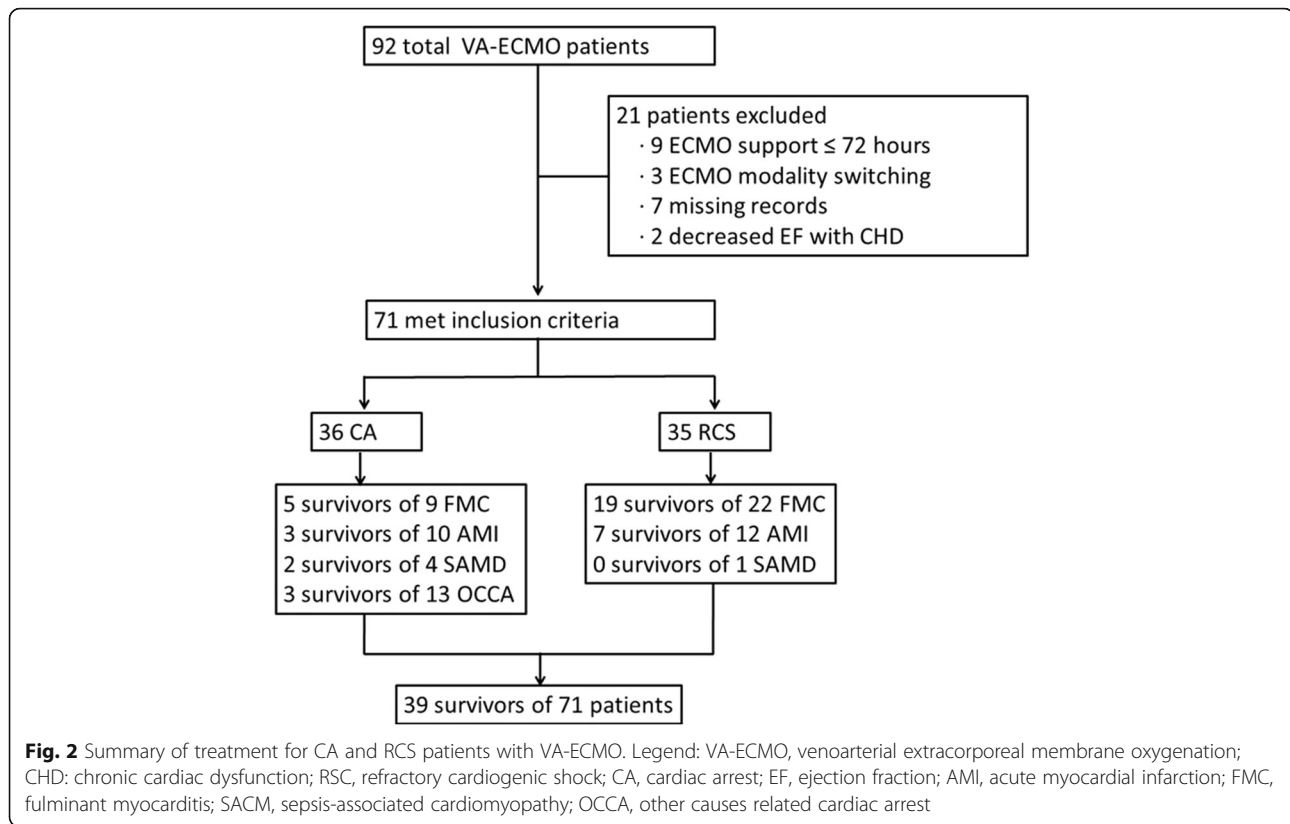 92 total VA-ECMO patients
21 patients excluded
· 9 ECMO support ≤ 72 hours
· 3 ECMO modality switching
· 7 missing records
· 2 decreased EF with CHD
71 met inclusion criteria
36 CA
35 RCS
5 survivors of 9 FMC
3 survivors of 10 AMI
2 survivors of 4 SAMD
3 survivors of 13 OCCA
19 survivors of 22 FMC
7 survivors of 12 AMI
0 survivors of 1 SAMD
39 survivors of 71 patients
Fig. 2 Summary of treatment for CA and RCS patients with VA-ECMO. Legend: VA-ECMO, venoarterial extracorporeal membrane oxygenation;
CHD: chronic cardiac dysfunction; RSC, refractory cardiogenic shock; CA, cardiac arrest; EF, ejection fraction; AMI, acute myocardial infarction; FMC,
fulminant myocarditis; SACM, sepsis-associated cardiomyopathy; OCCA, other causes related cardiac arrest